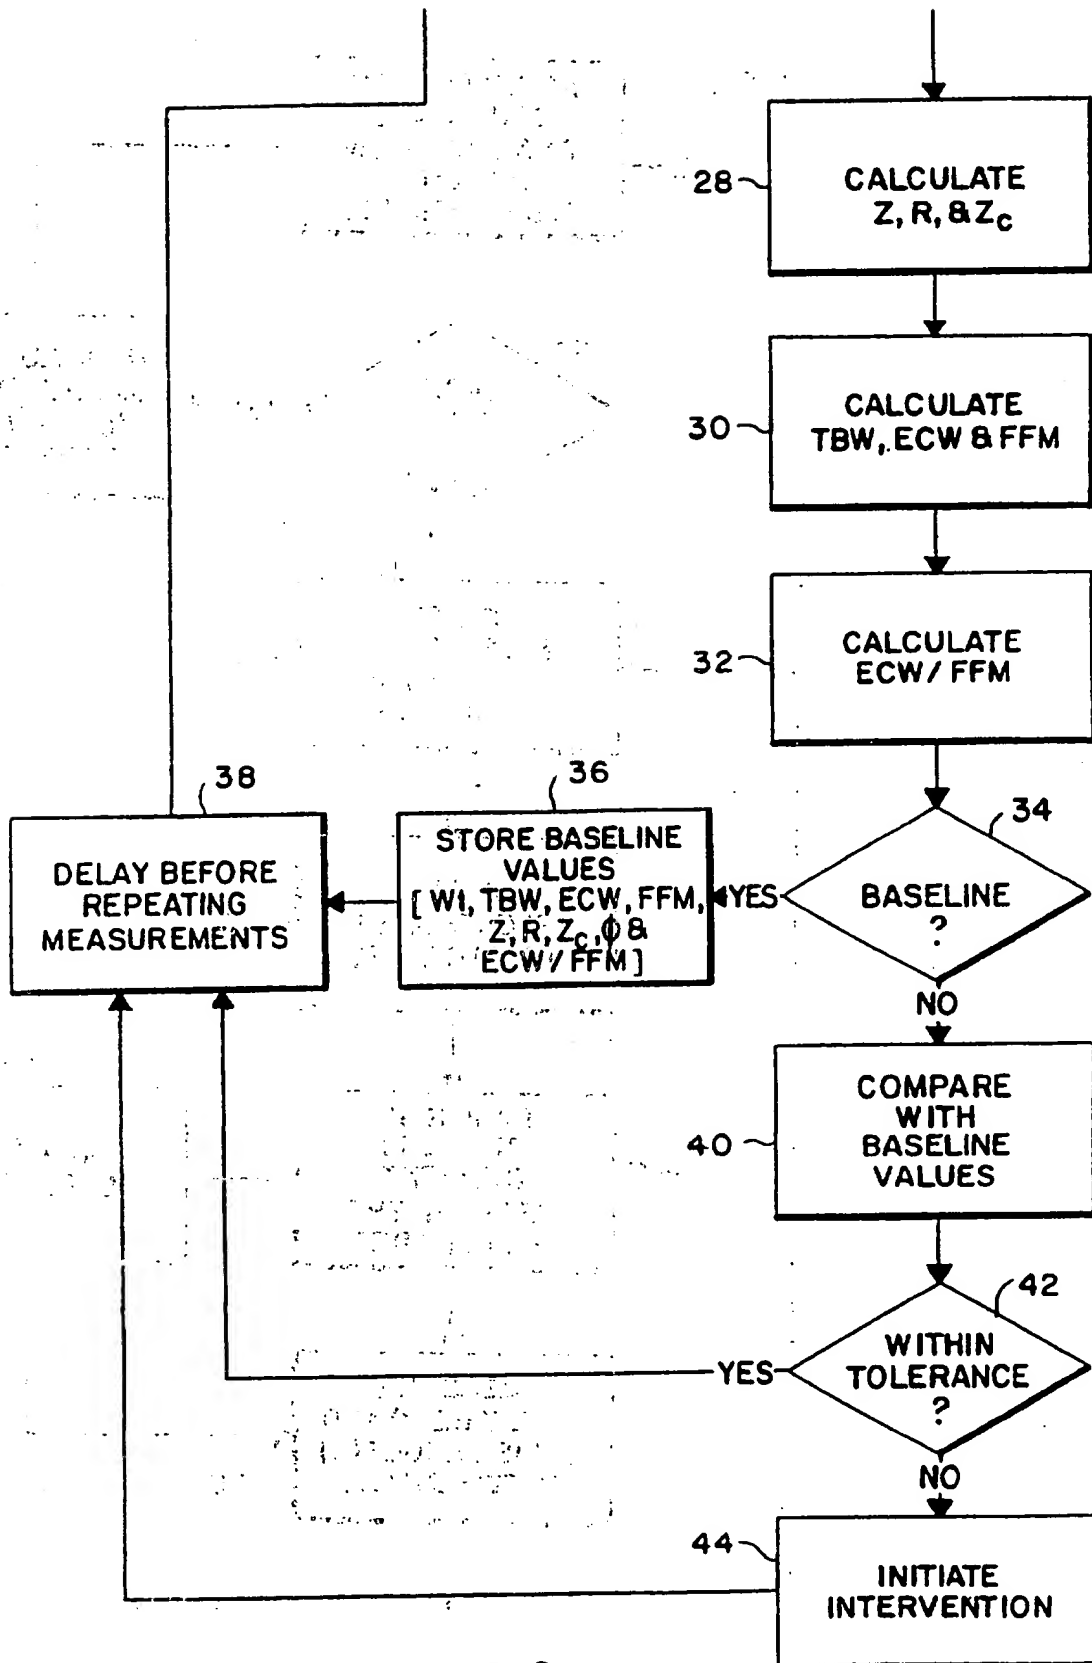 28
CALCULATE
Z, R, & Zc
30
CALCULATE
TBW, ECW & FFM
32
CALCULATE
ECW/FFM
38
DELAY BEFORE
REPEATING
MEASUREMENTS
36
STORE BASELINE
VALUES
[ Wt, TBW, ECW, FFM,
Z, R, Zc, ϕ &
ECW/FFM ]
YES
34
BASELINE
?
NO
40
COMPARE
WITH
BASELINE
VALUES
42
WITHIN
TOLERANCE
?
YES
NO
44
INITIATE
INTERVENTION